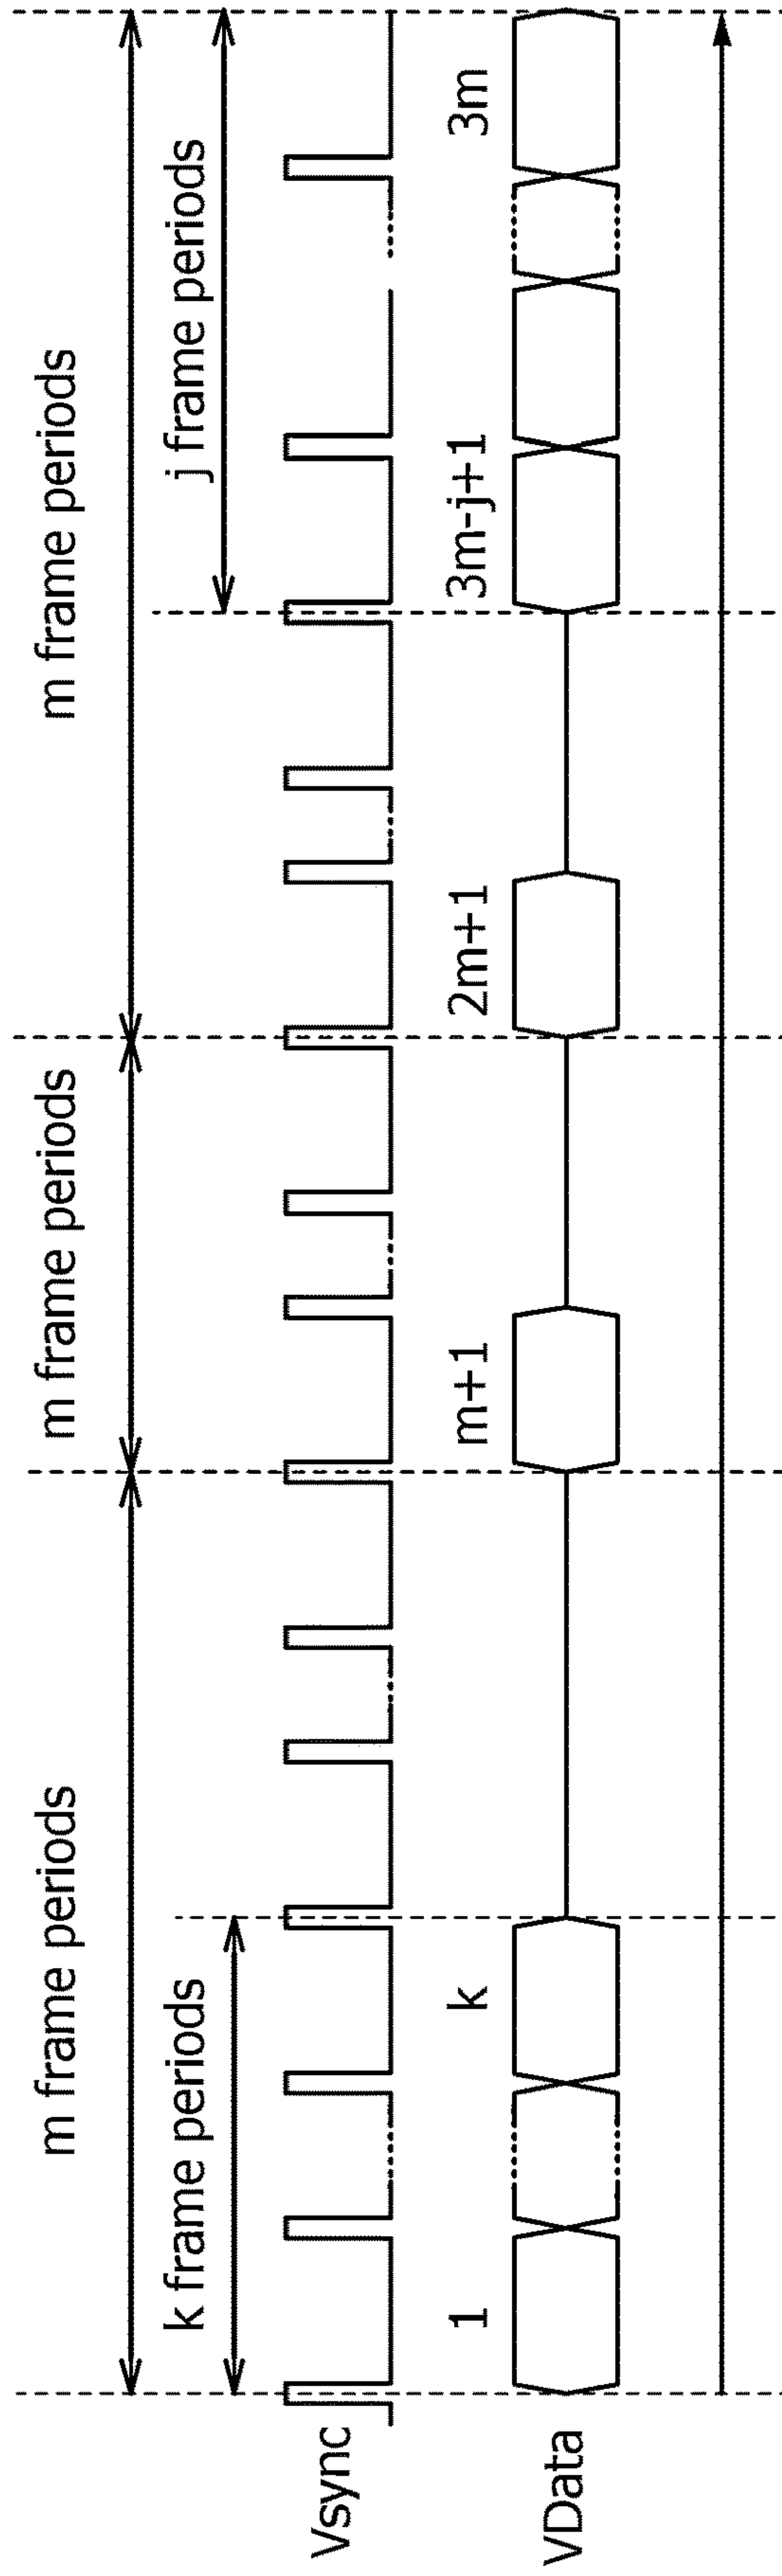 m frame periods
m frame periods
m frame periods
k frame periods
j frame periods
Vsync
1
k
m+1
2m+1
3m-j+1
3m
VData